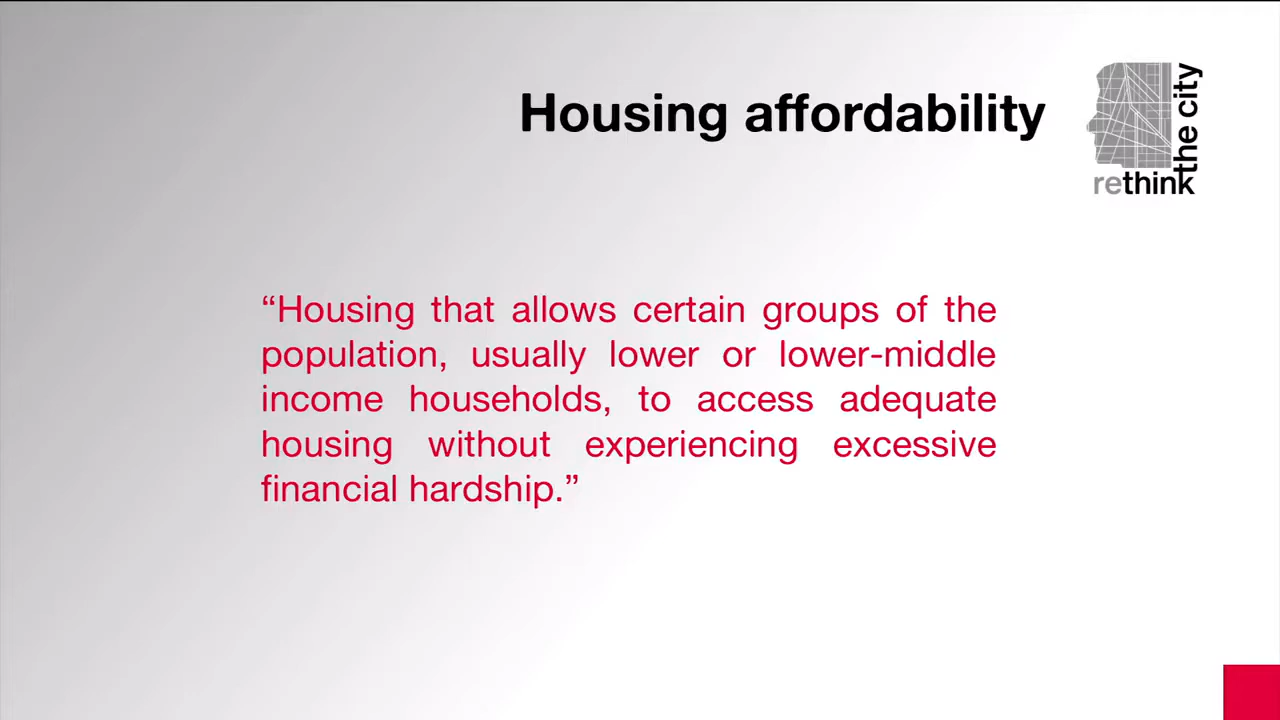 Housing affordability
the city
rethink
“Housing that allows certain groups of the
population, usually lower or lower-middle
income households, to access adequate
housing without experiencing excessive
financial hardship.”